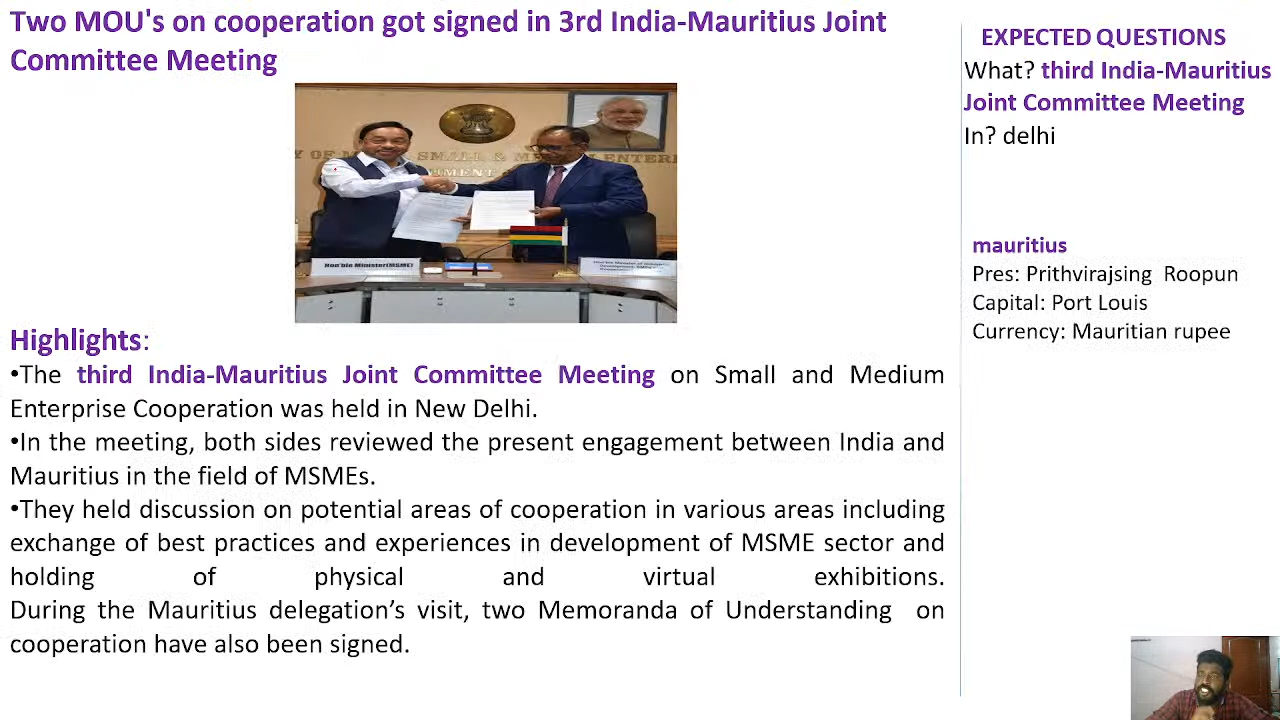 Two MOU's on cooperation got signed in 3rd India-Mauritius Joint
Committee Meeting
Hon'ble Minister(MSME)
Highlights:
•The third India-Mauritius Joint Committee Meeting on Small and Medium
Enterprise Cooperation was held in New Delhi.
•In the meeting, both sides reviewed the present engagement between India and
Mauritius in the field of MSMEs.
•They held discussion on potential areas of cooperation in various areas including
exchange of best practices and experiences in development of MSME sector and
holding of physical and virtual exhibitions.
During the Mauritius delegation’s visit, two Memoranda of Understanding on
cooperation have also been signed.
EXPECTED QUESTIONS
What? third India-Mauritius
Joint Committee Meeting
In? delhi
mauritius
Pres: Prithvirajsing Roopun
Capital: Port Louis
Currency: Mauritian rupee